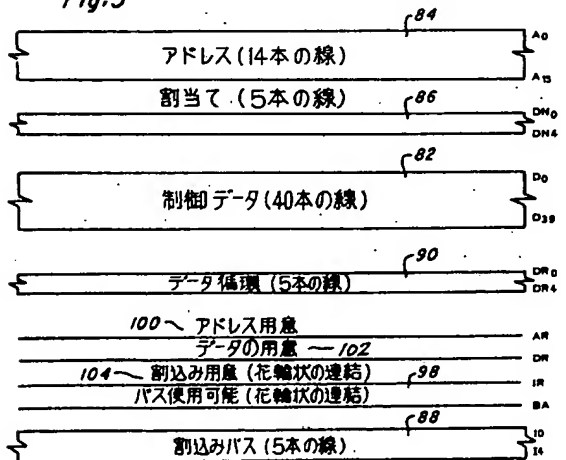 Fig.5
84
アドレス(14本の線)
A0
A15
割当て (5本の線)
86
DN0
DN4
82
制御データ(40本の線)
D0
D39
90
データ循環 (5本の線)
DR0
DR4
100 アドレス用意
AR
データの用意 102
DR
104 割込み用意 (花輪状の連結) 98
IR
バス使用可能 (花輪状の連結)
BA
88
割込みバス (5本の線)
I0
I4